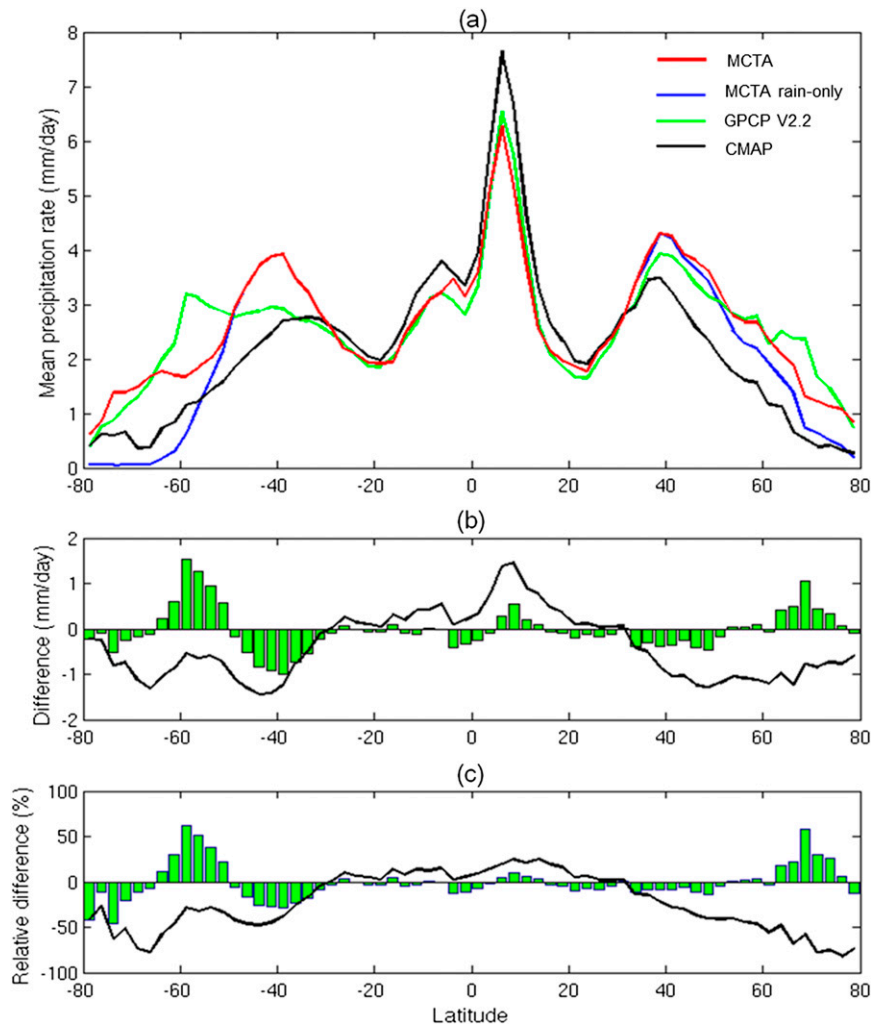 (a)
8
7
6
5
4
3
2
1
0
Mean precipitation rate (mm/day)
MCTA
MCTA rain-only
GPCP V2.2
CMAP
-80 -60 -40 -20 0 20 40 60 80
(b)
2
1
0
-1
-2
Difference (mm/day)
-80 -60 -40 -20 0 20 40 60 80
(c)
100
50
0
-50
-100
Relative difference (%)
-80 -60 -40 -20 0 20 40 60 80
Latitude